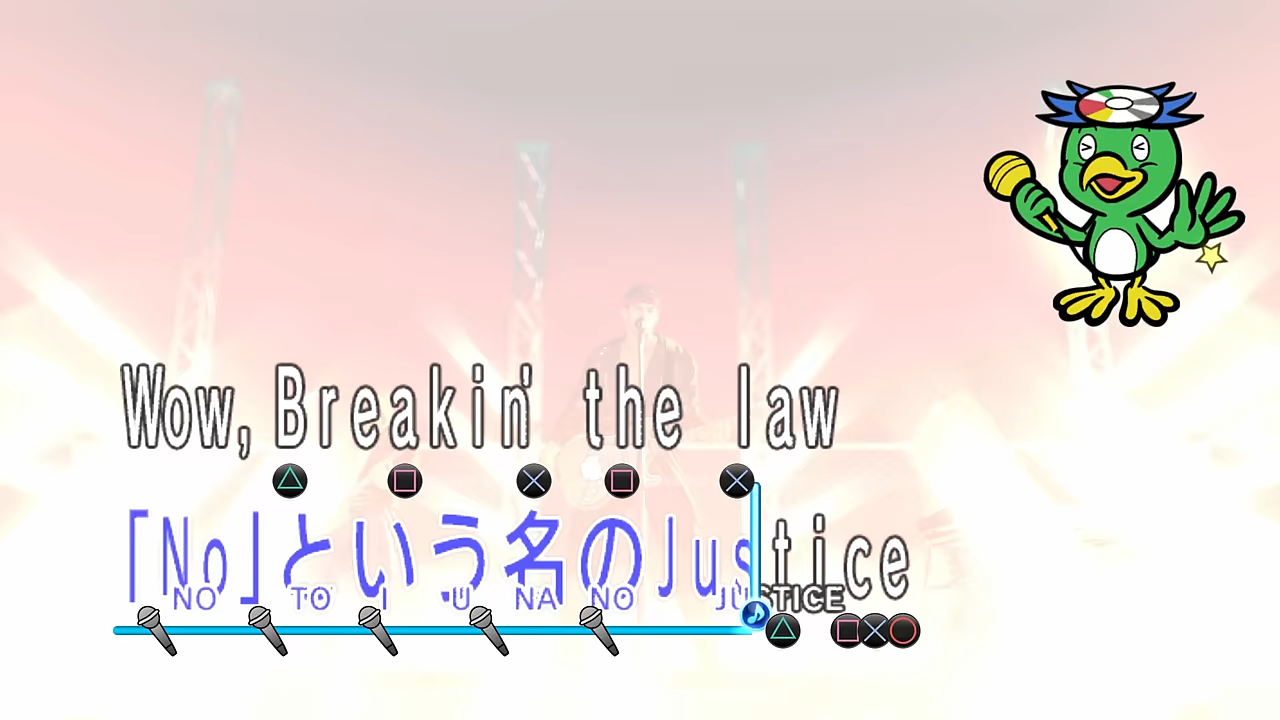 Wow, Breakin' the law
「No」という名のJustice
NO TO I U NA NO JUSTICE